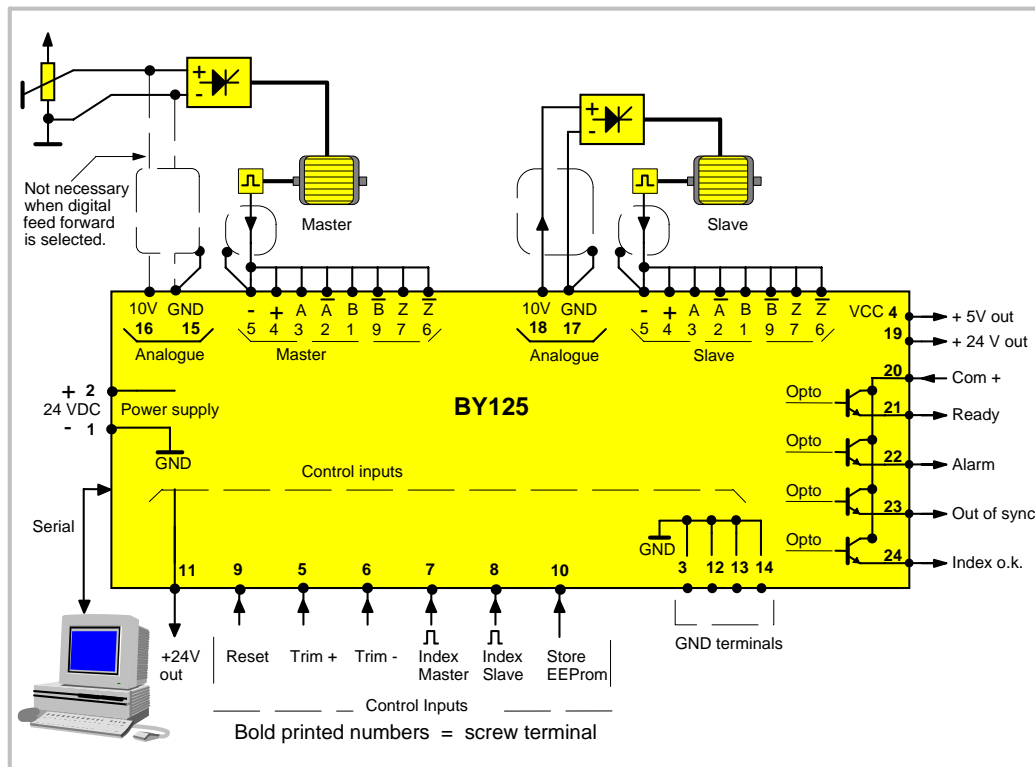 Not necessary
when digital
feed forward
is selected.
+
-
Master
+
-
Slave
10V GND
16 15
Analogue
- + A A̅ B B̅ Z Z̅
5 4 3 2 1 9 7 6
Master
10V GND
18 17
Analogue
- + A A̅ B B̅ Z Z̅
5 4 3 2 1 9 7 6
Slave
VCC 4
+ 5V out
19
+ 24 V out
20
Com +
Opto
21
Ready
Opto
22
Alarm
Opto
23
Out of sync
Opto
24
Index o.k.
+ 2
24 VDC
- 1
Power supply
GND
BY125
Control inputs
Serial
GND
11 9 5 6 7 8 10 3 12 13 14
+24V
out
Reset
Trim +
Trim -
Index
Master
Index
Slave
Store
EEProm
GND terminals
Control Inputs
Bold printed numbers = screw terminal